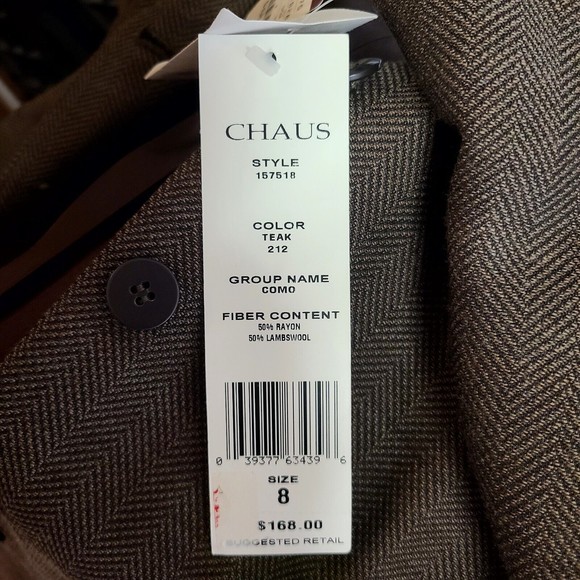 CHAUS
STYLE
157518
COLOR
TEAK
212
GROUP NAME
COMO
FIBER CONTENT
50% RAYON
50% LAMBSWOOL
0 39377 63439 6
SIZE
8
$168.00
SUGGESTED RETAIL